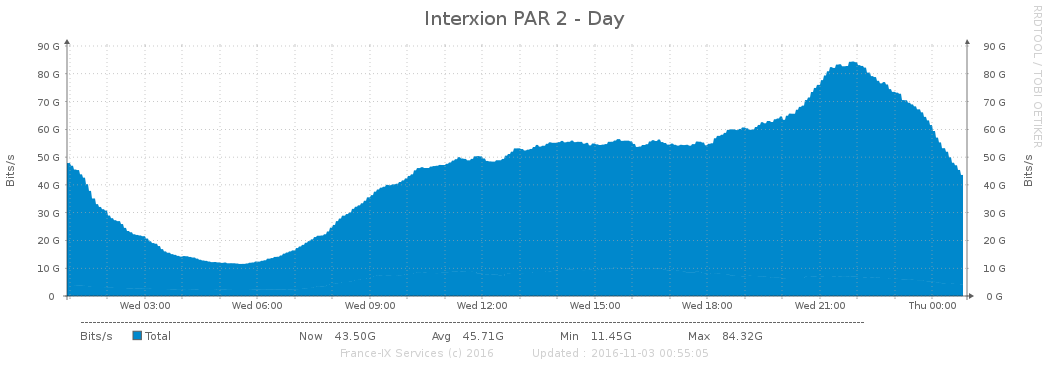 Interxion PAR 2 - Day
RRDTOOL / TOBI OETIKER
90 G 90 G
80 G 80 G
70 G 70 G
60 G 60 G
50 G 50 G
40 G 40 G
30 G 30 G
20 G 20 G
10 G 10 G
0 0 G
Bits/s
Bits/s
Wed 03:00 Wed 06:00 Wed 09:00 Wed 12:00 Wed 15:00 Wed 18:00 Wed 21:00 Thu 00:00
Bits/s Total Now 43.50G Avg 45.71G Min 11.45G Max 84.32G
France-IX Services (c) 2016 Updated : 2016-11-03 00:55:05